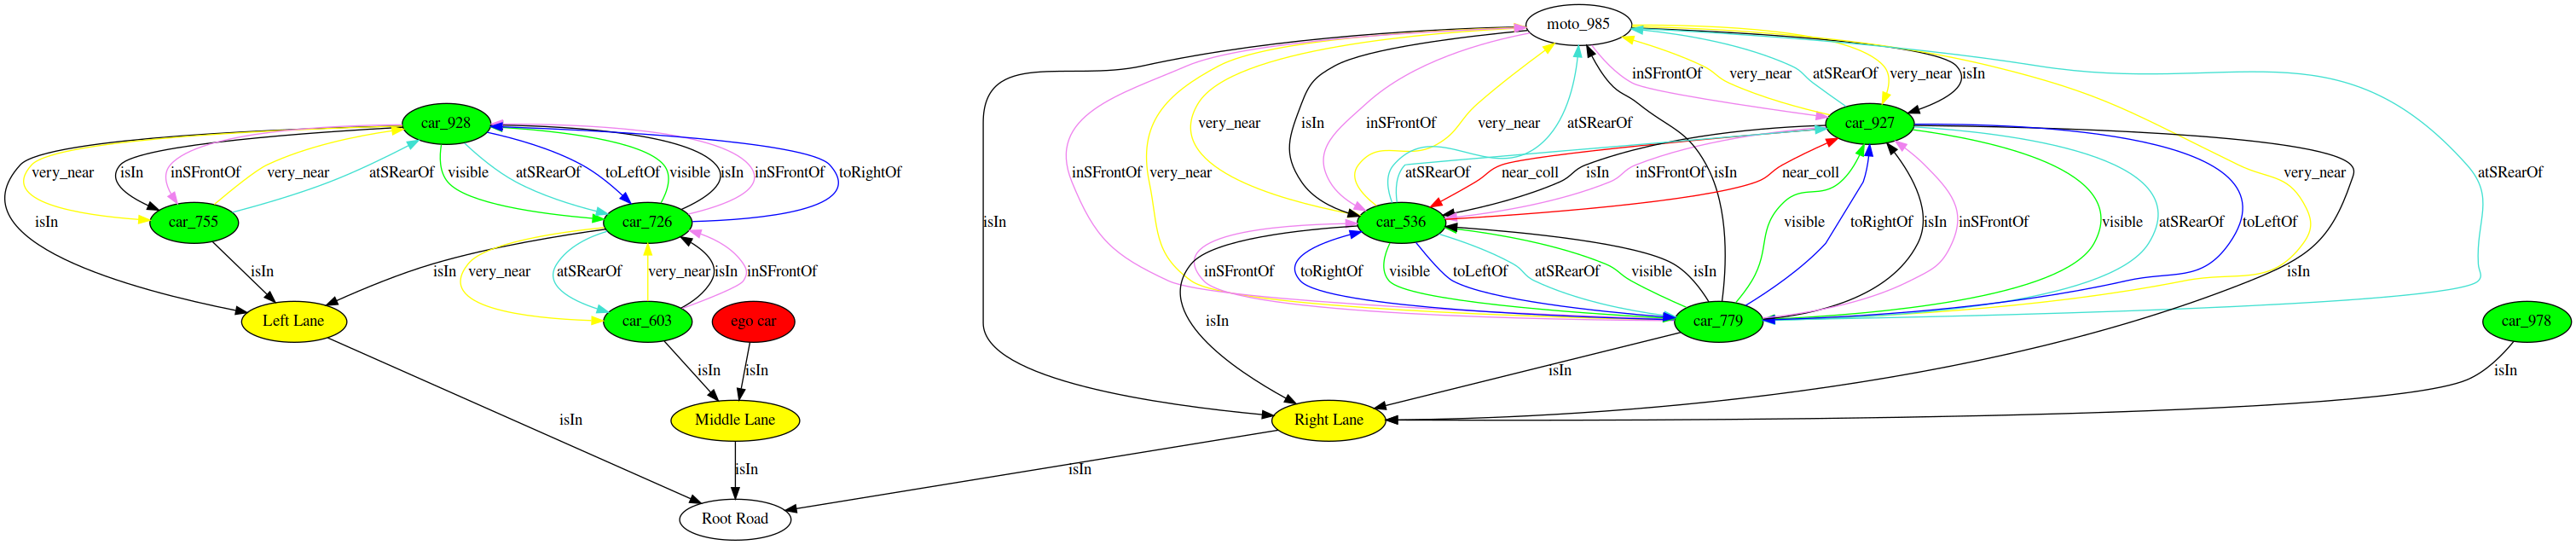 moto_985
inSFrontOf very_near atSRearOf very_near isIn
car_928 very_near isIn inSFrontOf very_near atSRearOf car_927
very_near isIn inSFrontOf very_near atSRearOf visible atSRearOf toLeftOf visible isIn inSFrontOf toRightOf inSFrontOf very_near atSRearOf near_coll isIn inSFrontOf near_coll isIn very_near atSRearOf
isIn car_755 car_726 isIn car_536 visible toRightOf isIn inSFrontOf visible atSRearOf toLeftOf
isIn isIn very_near atSRearOf very_near isIn inSFrontOf inSFrontOf toRightOf visible toLeftOf atSRearOf visible isIn isIn
Left Lane car_603 ego car isIn car_779 car_978
isIn isIn isIn isIn
isIn Middle Lane Right Lane
isIn isIn
Root Road